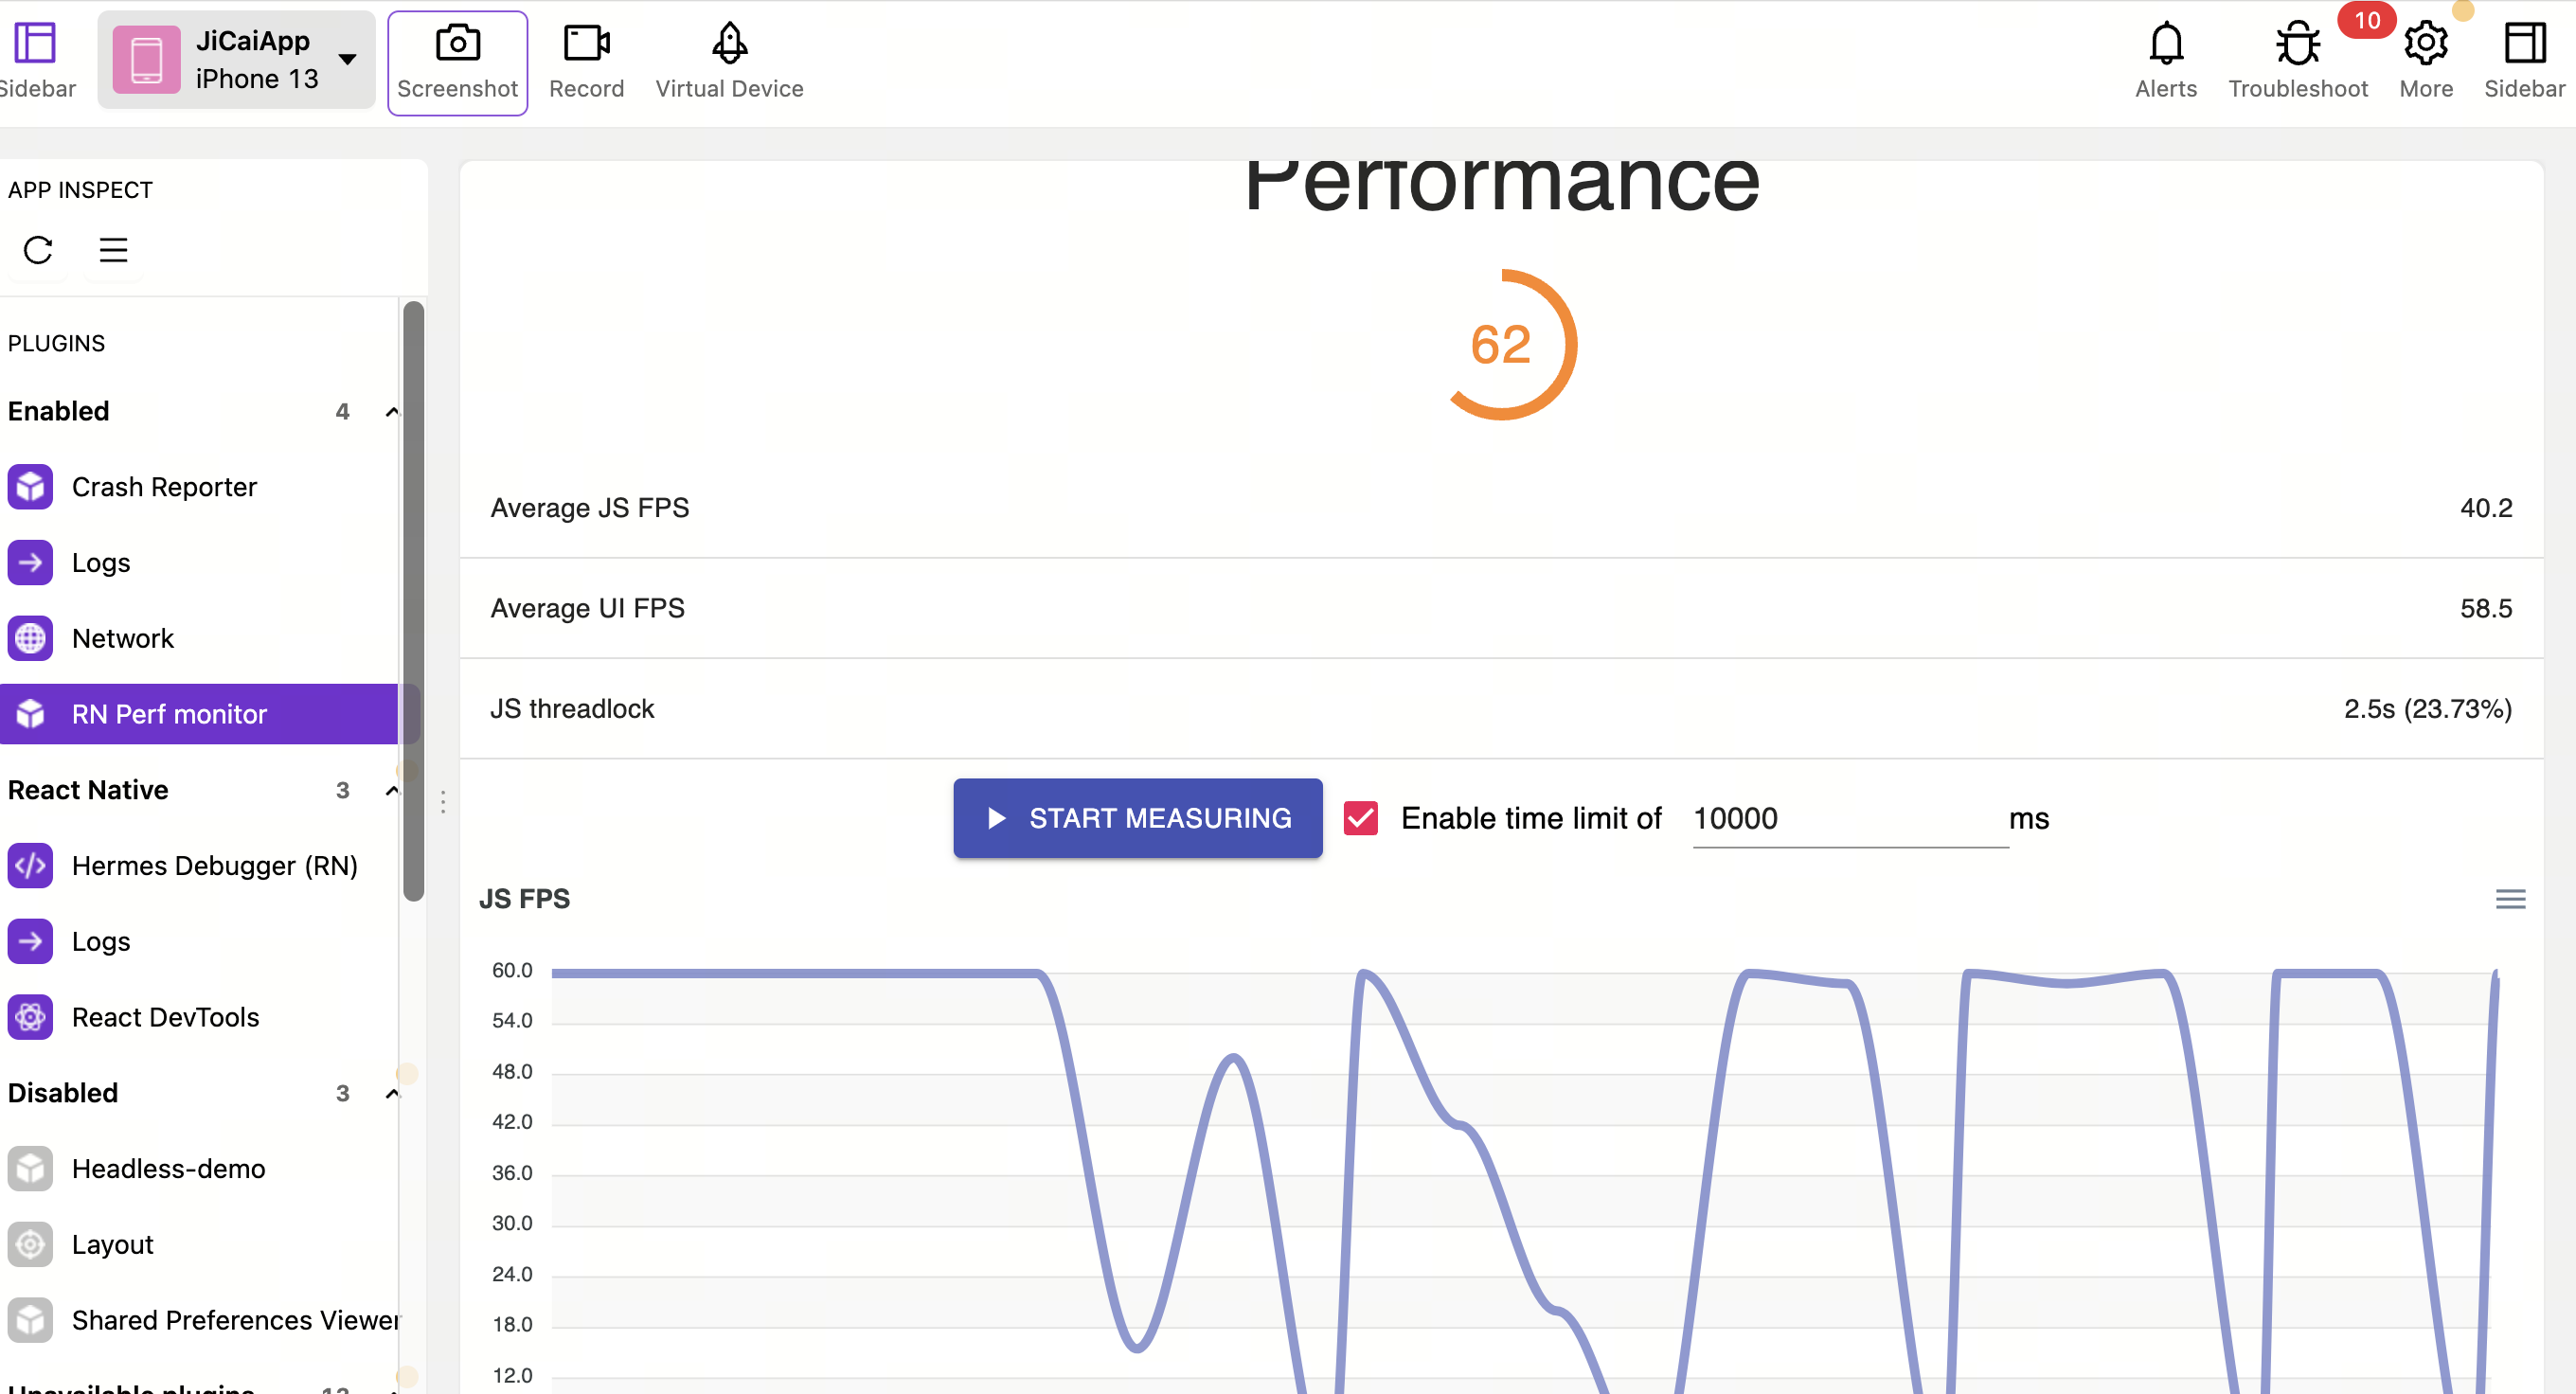 Sidebar
JiCaiApp
iPhone 13
Screenshot
Record
Virtual Device
Alerts
Troubleshoot
10
More
Sidebar
APP INSPECT
PLUGINS
Enabled 4
Crash Reporter
Logs
Network
RN Perf monitor
React Native 3
Hermes Debugger (RN)
Logs
React DevTools
Disabled 3
Headless-demo
Layout
Shared Preferences Viewer
Unavailable plugins 13
Performance
62
Average JS FPS 40.2
Average UI FPS 58.5
JS threadlock 2.5s (23.73%)
START MEASURING Enable time limit of 10000 ms
JS FPS
60.0
54.0
48.0
42.0
36.0
30.0
24.0
18.0
12.0